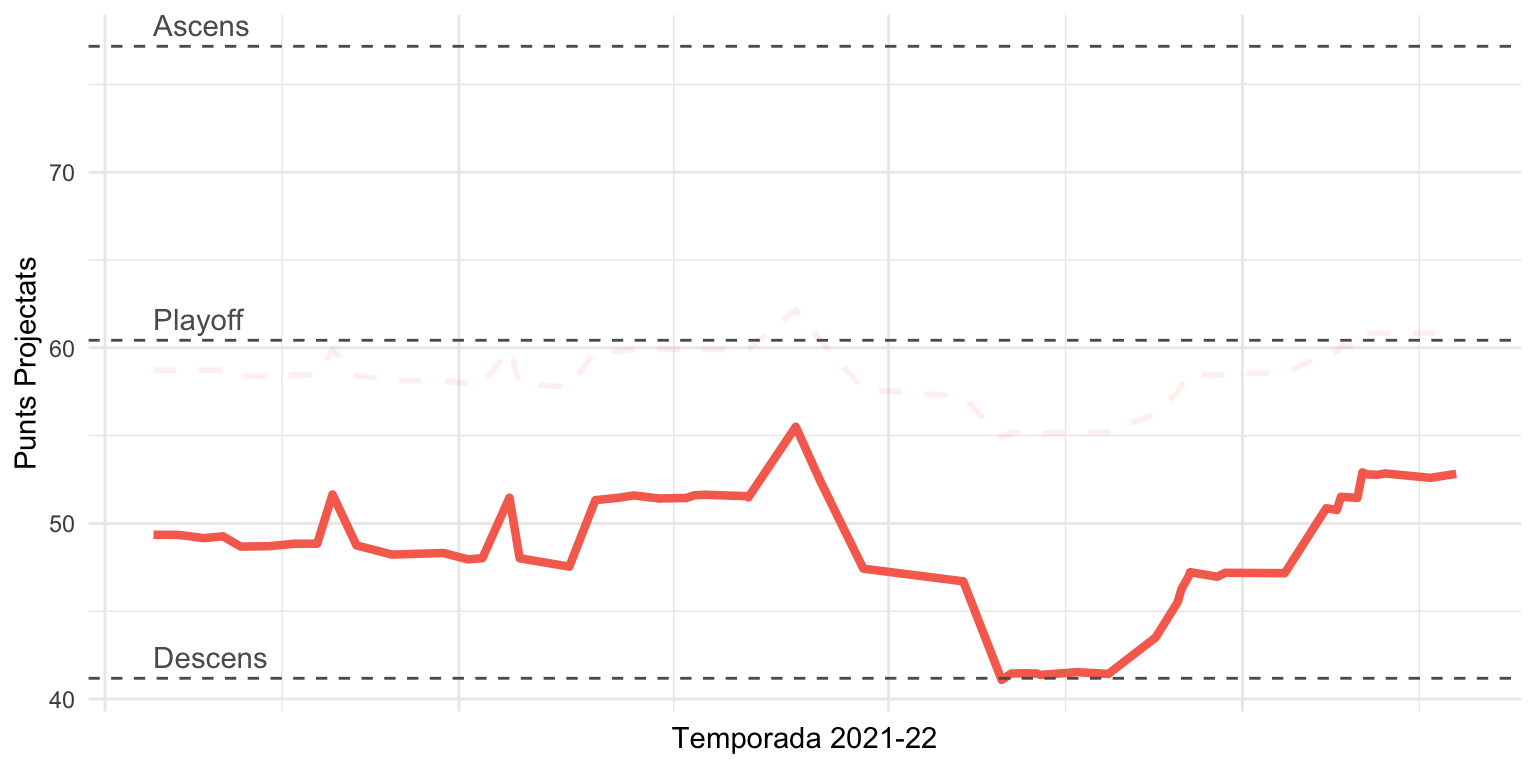 Ascens
70
Playoff
60
50
Descens
40
Punts Projectats
Temporada 2021-22